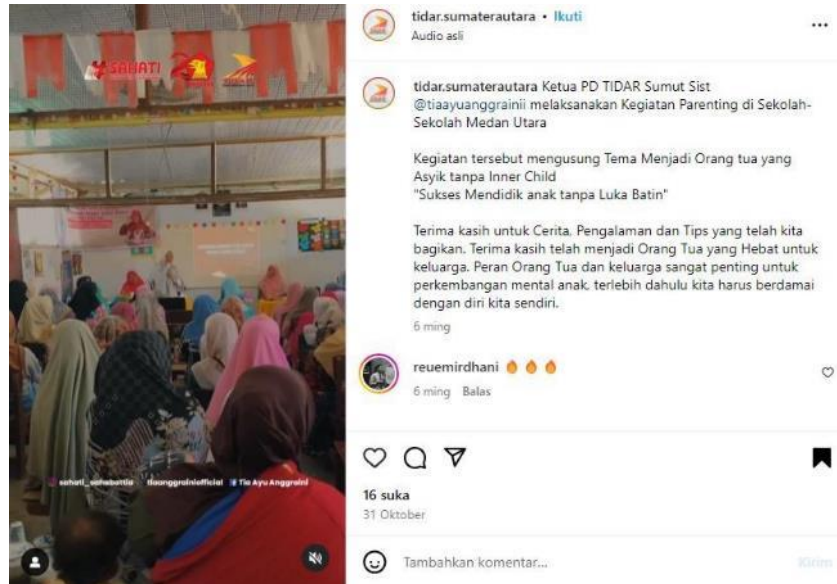 SAHATI 20
tidar.sumaterautara • Ikuti
Audio asli
tidar.sumaterautara Ketua PD TIDAR Sumut Sist
@tiaayuanggrainii melaksanakan Kegiatan Parenting di Sekolah-
Sekolah Medan Utara
Kegiatan tersebut mengusung Tema Menjadi Orang tua yang
Asyik tanpa Inner Child
"Sukses Mendidik anak tanpa Luka Batin"
Terima kasih untuk Cerita, Pengalaman dan Tips yang telah kita
bagikan. Terima kasih telah menjadi Orang Tua yang Hebat untuk
keluarga. Peran Orang Tua dan keluarga sangat penting untuk
perkembangan mental anak, terlebih dahulu kita harus berdamai
dengan diri kita sendiri.
6 ming
reuemirdhani 🔥 🔥 🔥
6 ming Balas
sahati_sahabattia tiaanggrainiofficial Tia Ayu Anggraini
16 suka
31 Oktober
Tambahkan komentar...
Kirim